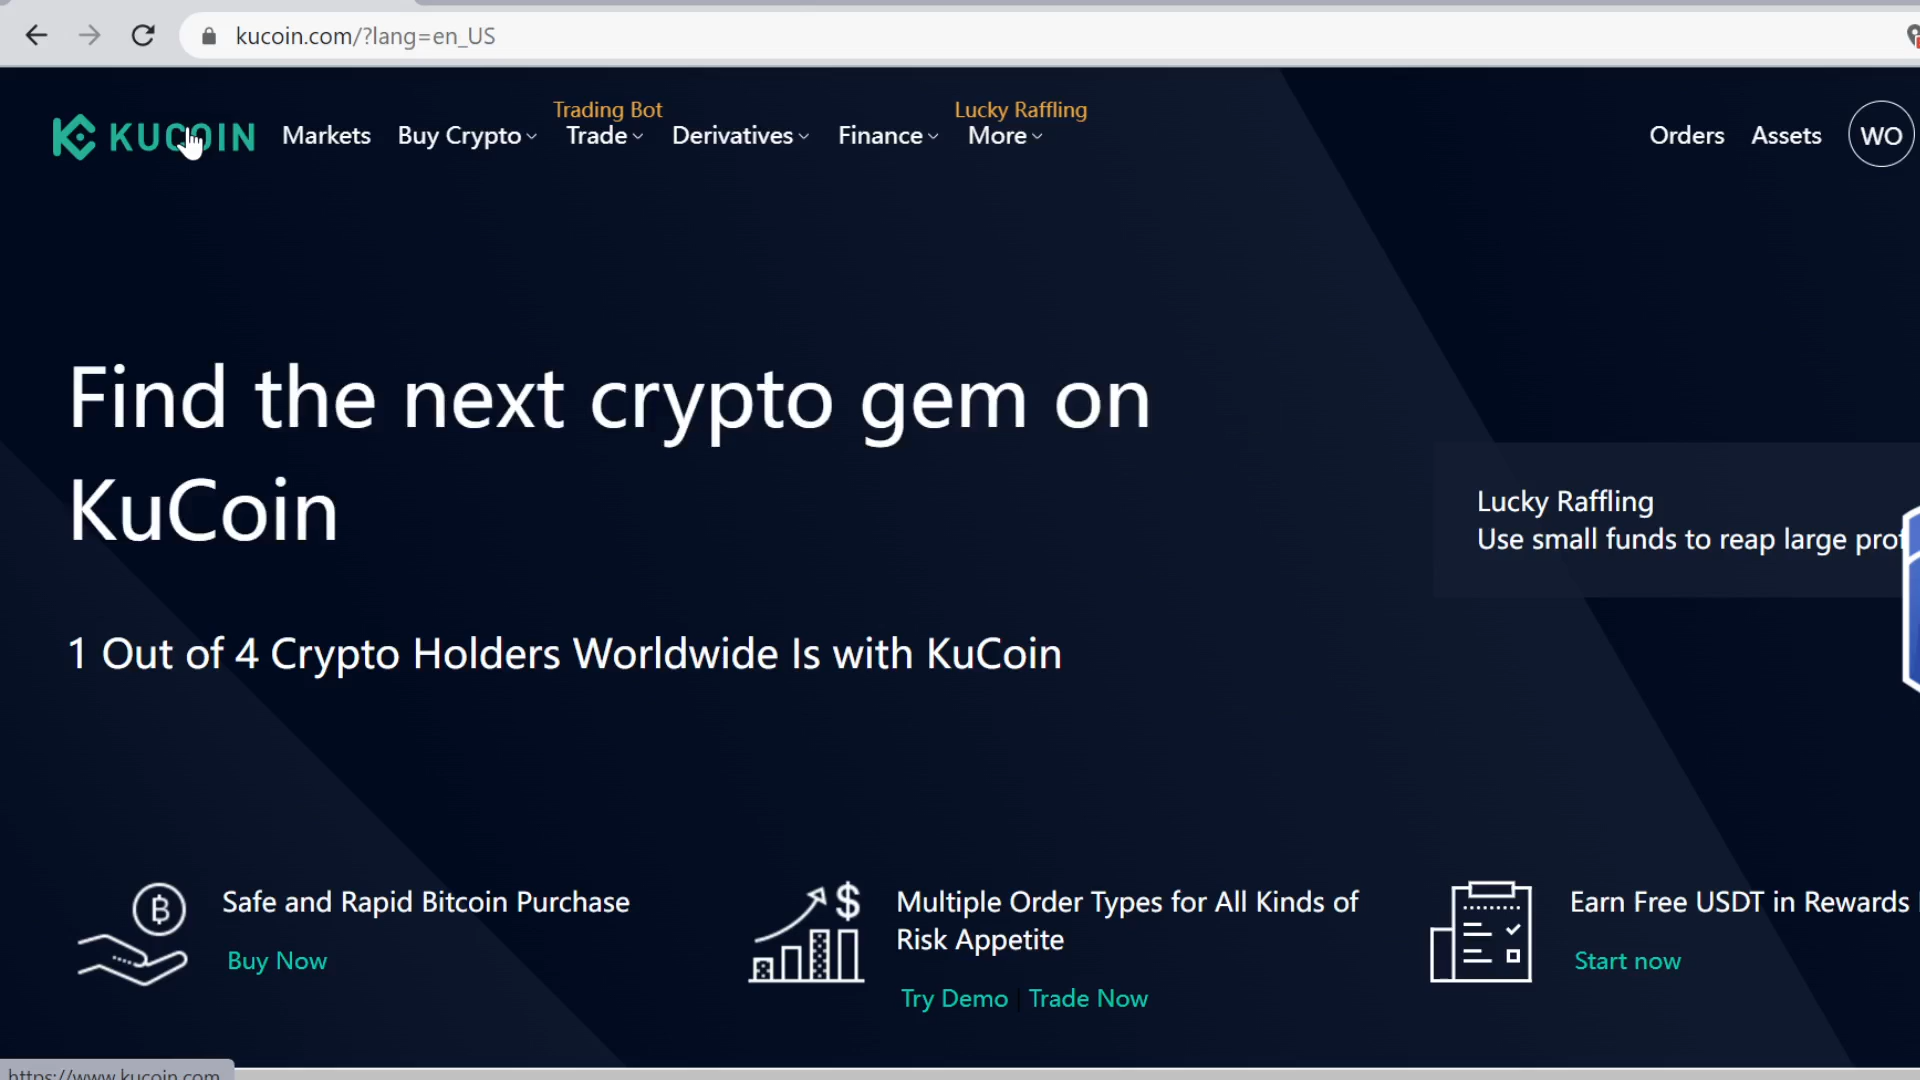 kucoin.com/?lang=en_US
KUCOIN
Markets
Buy Crypto
Trading Bot
Trade
Derivatives
Finance
Lucky Raffling
More
Orders
Assets
WO
Find the next crypto gem on
KuCoin
1 Out of 4 Crypto Holders Worldwide Is with KuCoin
Lucky Raffling
Use small funds to reap large prof
Safe and Rapid Bitcoin Purchase
Buy Now
Multiple Order Types for All Kinds of
Risk Appetite
Try Demo | Trade Now
Earn Free USDT in Rewards
Start now
https://www.kucoin.com